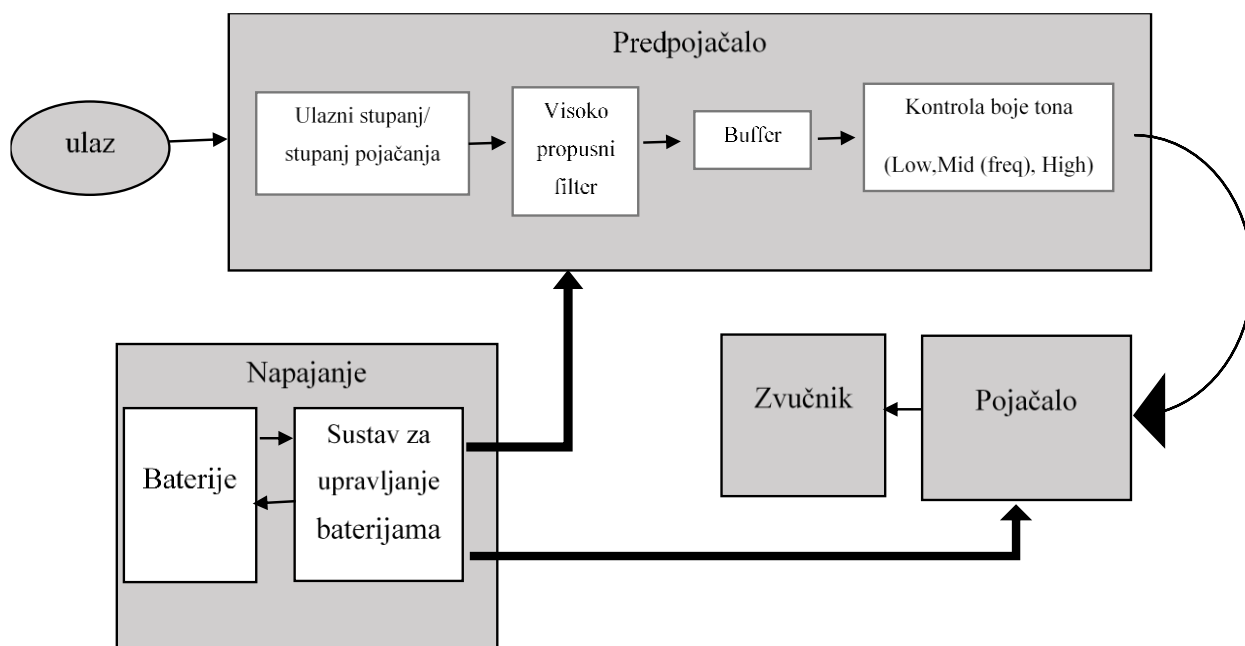 Predpojačalo
ulaz
Ulazni stupanj/
stupanj pojačanja
Visoko
propusni
filter
Buffer
Kontrola boje tona
(Low,Mid (freq), High)
Napajanje
Baterije
Sustav za
upravljanje
baterijama
Zvučnik
Pojačalo